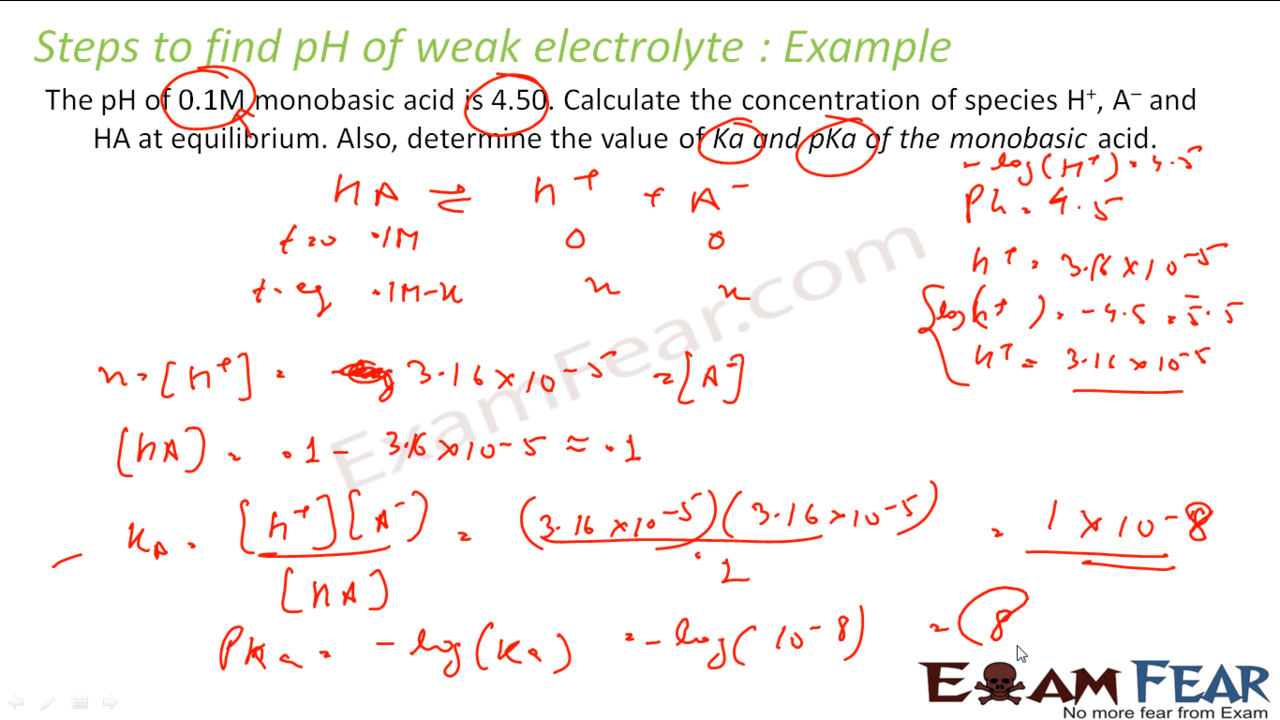 Steps to find pH of weak electrolyte : Example
The pH of 0.1M monobasic acid is 4.50. Calculate the concentration of species H⁺, A⁻ and
HA at equilibrium. Also, determine the value of Ka and pKa of the monobasic acid.
- log(H⁺) = 4.5
PH = 4.5
HA ⇌ H⁺ + A⁻
t=0 .1M 0 0
t=eq .1M-x x x
H⁺ = 3.16 × 10⁻⁵
log(H⁺) = -4.5 = 5̄.5
H⁺ = 3.16 × 10⁻⁵
x = [H⁺] = 3.16 × 10⁻⁵ = [A⁻]
[HA] = .1 - 3.16 × 10⁻⁵ ≈ .1
KA = [H⁺][A⁻] = (3.16 × 10⁻⁵)(3.16 × 10⁻⁵) = 1 × 10⁻⁸
[HA] .1
PKa = -log(Ka) = -log(10⁻⁸) = 8
ExamFear.com
EXAM FEAR
No more fear from Exam